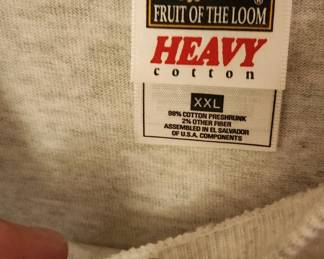 ®
FRUIT OF THE LOOM
HEAVY
cotton
XXL
98% COTTON PRESHRUNK
2% OTHER FIBER
ASSEMBLED IN EL SALVADOR
OF U.S.A. COMPONENTS